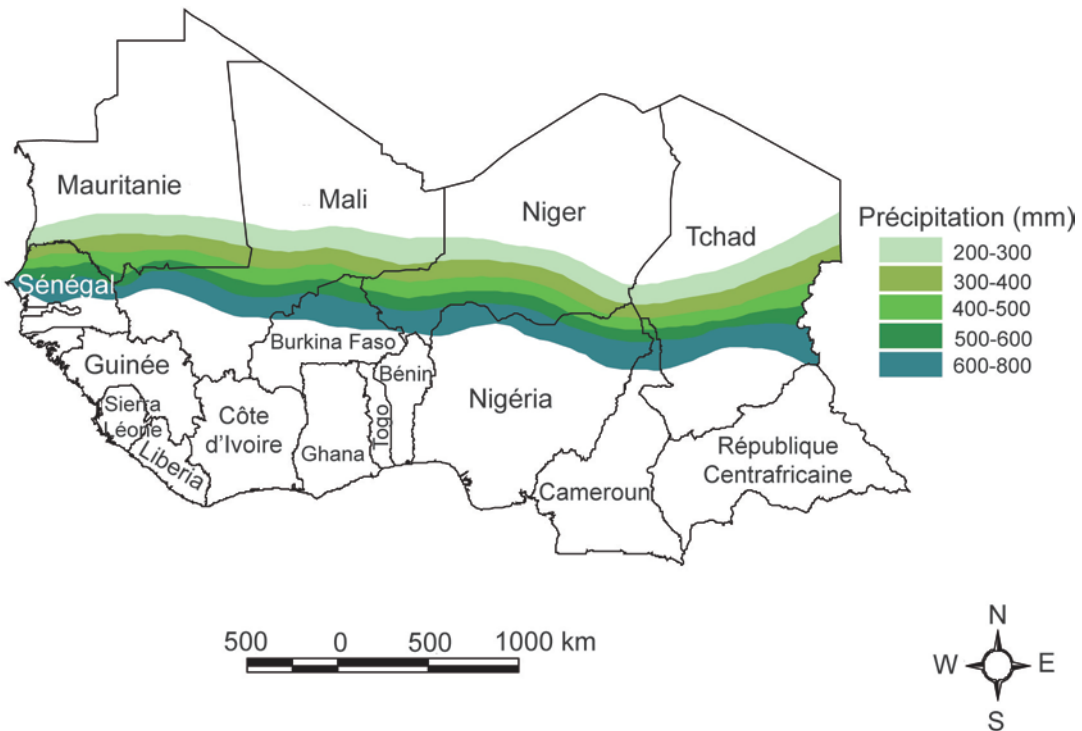 Mauritanie
Mali
Niger
Tchad
Sénégal
Burkina Faso
Guinée
Bénin
Sierra
Léone
Liberia
Côte
d'Ivoire
Ghana
Togo
Nigéria
Cameroun
République
Centrafricaine
Précipitation (mm)
200-300
300-400
400-500
500-600
600-800
500 0 500 1000 km
N
W E
S